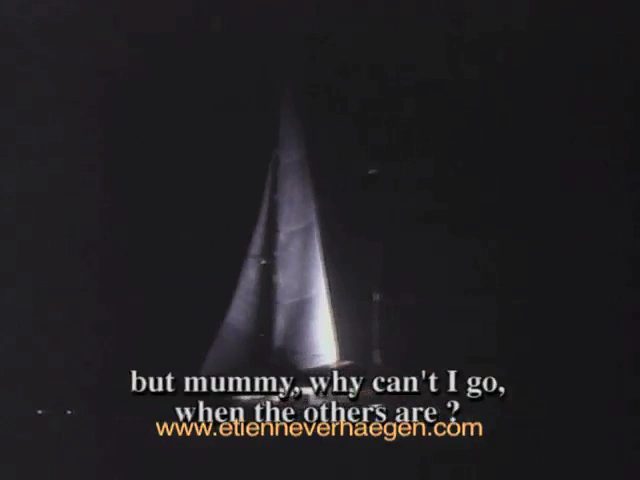 but mummy, why can't I go,
when the others are ?
www.etienneverhaegen.com